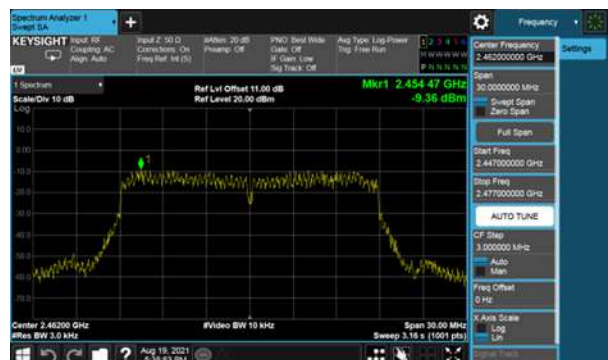 Spectrum Analyzer 1
Swept SA
+
Frequency
KEYSIGHT
Input: RF
Coupling: AC
Align: Auto
Input Z: 50 Ω
Corrections: On
Freq Ref: Int (S)
#Atten: 20 dB
Preamp: Off
PNO: Best Wide
Gate: Off
IF Gain: Low
Sig Track: Off
Avg Type: Log-Power
Trig: Free Run
1 2 3 4 5 6
M W W W W W
P N N N N N
LXI
1 Spectrum
Scale/Div 10 dB
Log
Ref Lvl Offset 11.00 dB
Ref Level 20.00 dBm
Mkr1 2.454 47 GHz
-9.36 dBm
10.0
0.00
-10.0
-20.0
-30.0
-40.0
-50.0
-60.0
-70.0
1
Center 2.46200 GHz
#Res BW 3.0 kHz
#Video BW 10 kHz
Span 30.00 MHz
Sweep 3.16 s (1001 pts)
Center Frequency
2.462000000 GHz
Settings
Span
30.0000000 MHz
Swept Span
Zero Span
Full Span
Start Freq
2.447000000 GHz
Stop Freq
2.477000000 GHz
AUTO TUNE
CF Step
3.000000 MHz
Auto
Man
Freq Offset
0 Hz
X Axis Scale
Log
Lin
?
Aug 19, 2021